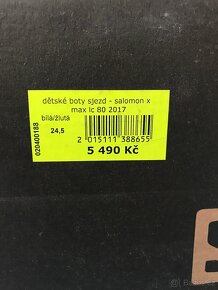 dětské boty sjezd - salomon x
max lc 80 2017
bílá/žlutá
24,5
020400188
2 015111 388655
5 490 Kč